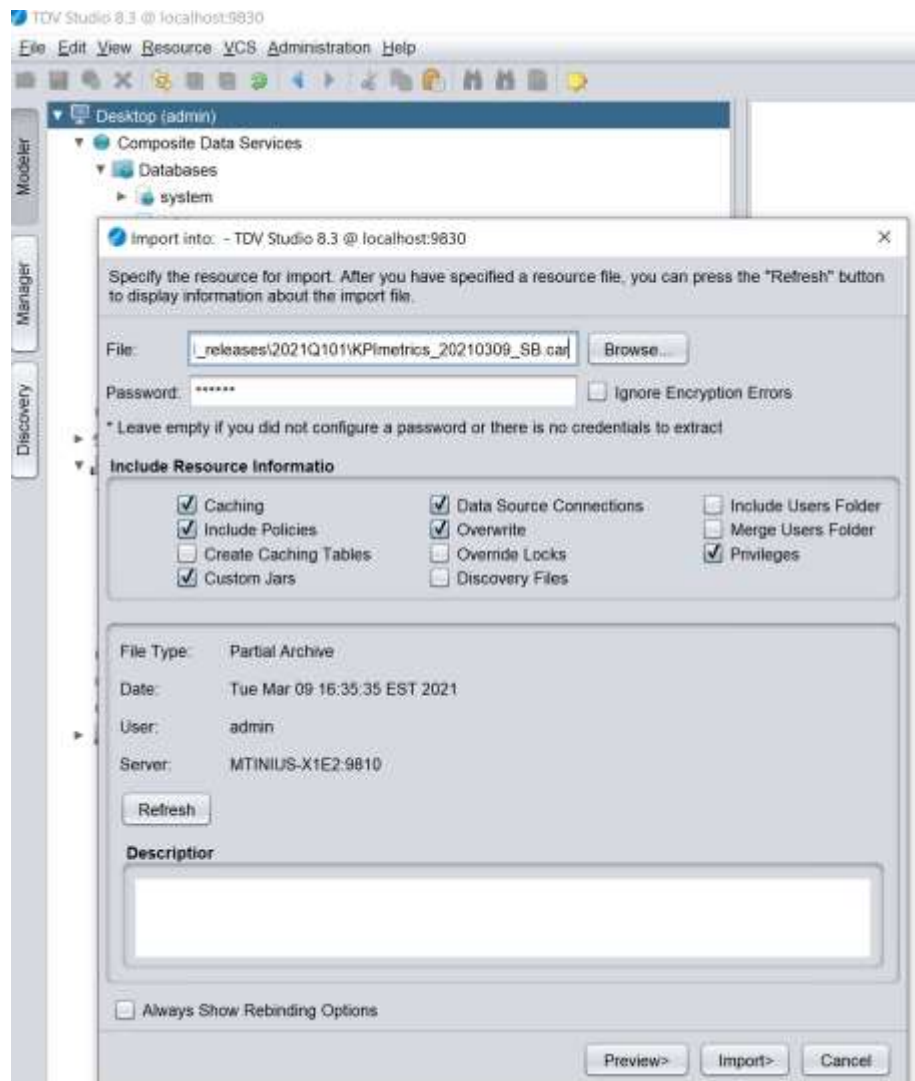 TDV Studio 8.3 @ localhost:9830
File Edit View Resource VCS Administration Help
Desktop (admin)
Composite Data Services
Databases
system
Modeler
Manager
Discovery
Import into: - TDV Studio 8.3 @ localhost:9830
Specify the resource for import. After you have specified a resource file, you can press the "Refresh" button
to display information about the import file.
File: _releases\2021Q101\KPImetrics_20210309_SB.car Browse...
Password: ****** Ignore Encryption Errors
* Leave empty if you did not configure a password or there is no credentials to extract
Include Resource Informatio
Caching Data Source Connections Include Users Folder
Include Policies Overwrite Merge Users Folder
Create Caching Tables Override Locks Privileges
Custom Jars Discovery Files
File Type: Partial Archive
Date: Tue Mar 09 16:35:35 EST 2021
User: admin
Server: MTINIUS-X1E2:9810
Refresh
Descriptior
Always Show Rebinding Options
Preview> Import> Cancel